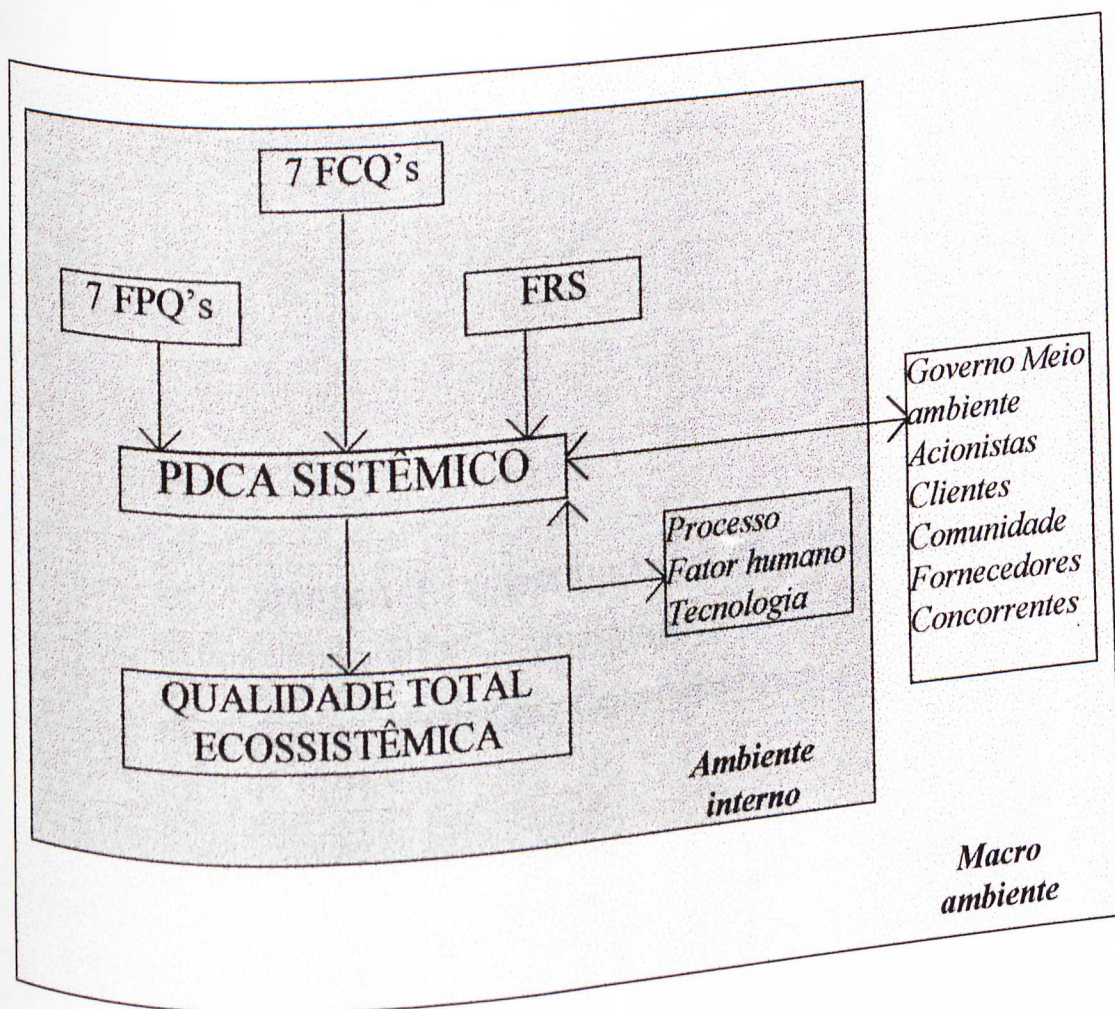 7 FCQ's
7 FPQ's
FRS
PDCA SISTÊMICO
Governo Meio
ambiente
Acionistas
Clientes
Comunidade
Fornecedores
Concorrentes
Processo
Fator humano
Tecnologia
QUALIDADE TOTAL
ECOSSISTÊMICA
Ambiente
interno
Macro
ambiente